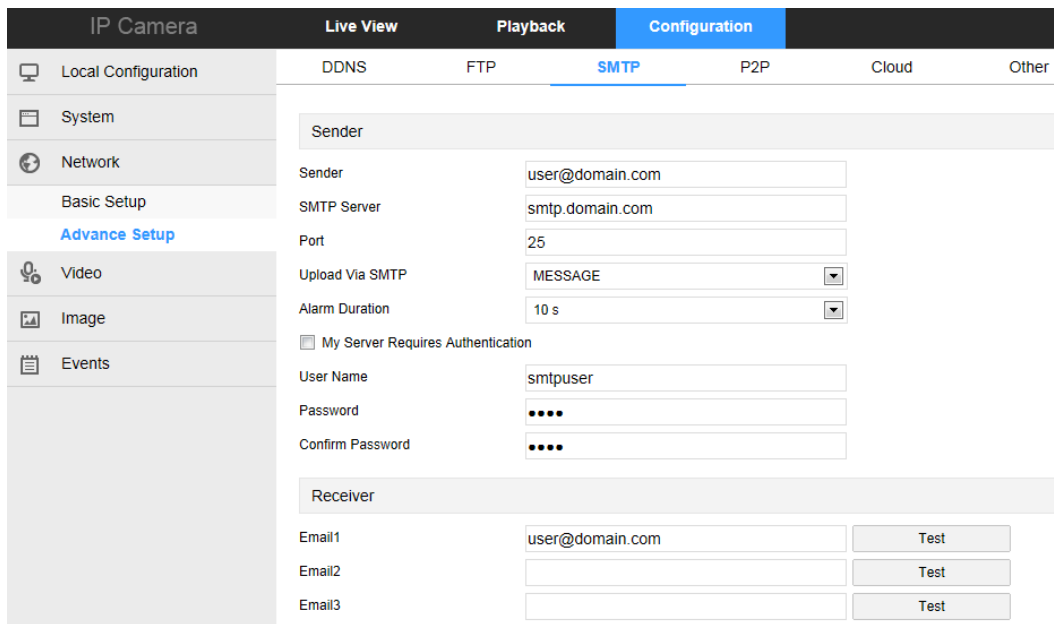 IP Camera
Live View Playback Configuration
Local Configuration
System
Network
Basic Setup
Advance Setup
Video
Image
Events
DDNS FTP SMTP P2P Cloud Other
Sender
Sender user@domain.com
SMTP Server smtp.domain.com
Port 25
Upload Via SMTP MESSAGE
Alarm Duration 10 s
My Server Requires Authentication
User Name smtpuser
Password ••••
Confirm Password ••••
Receiver
Email1 user@domain.com Test
Email2 Test
Email3 Test